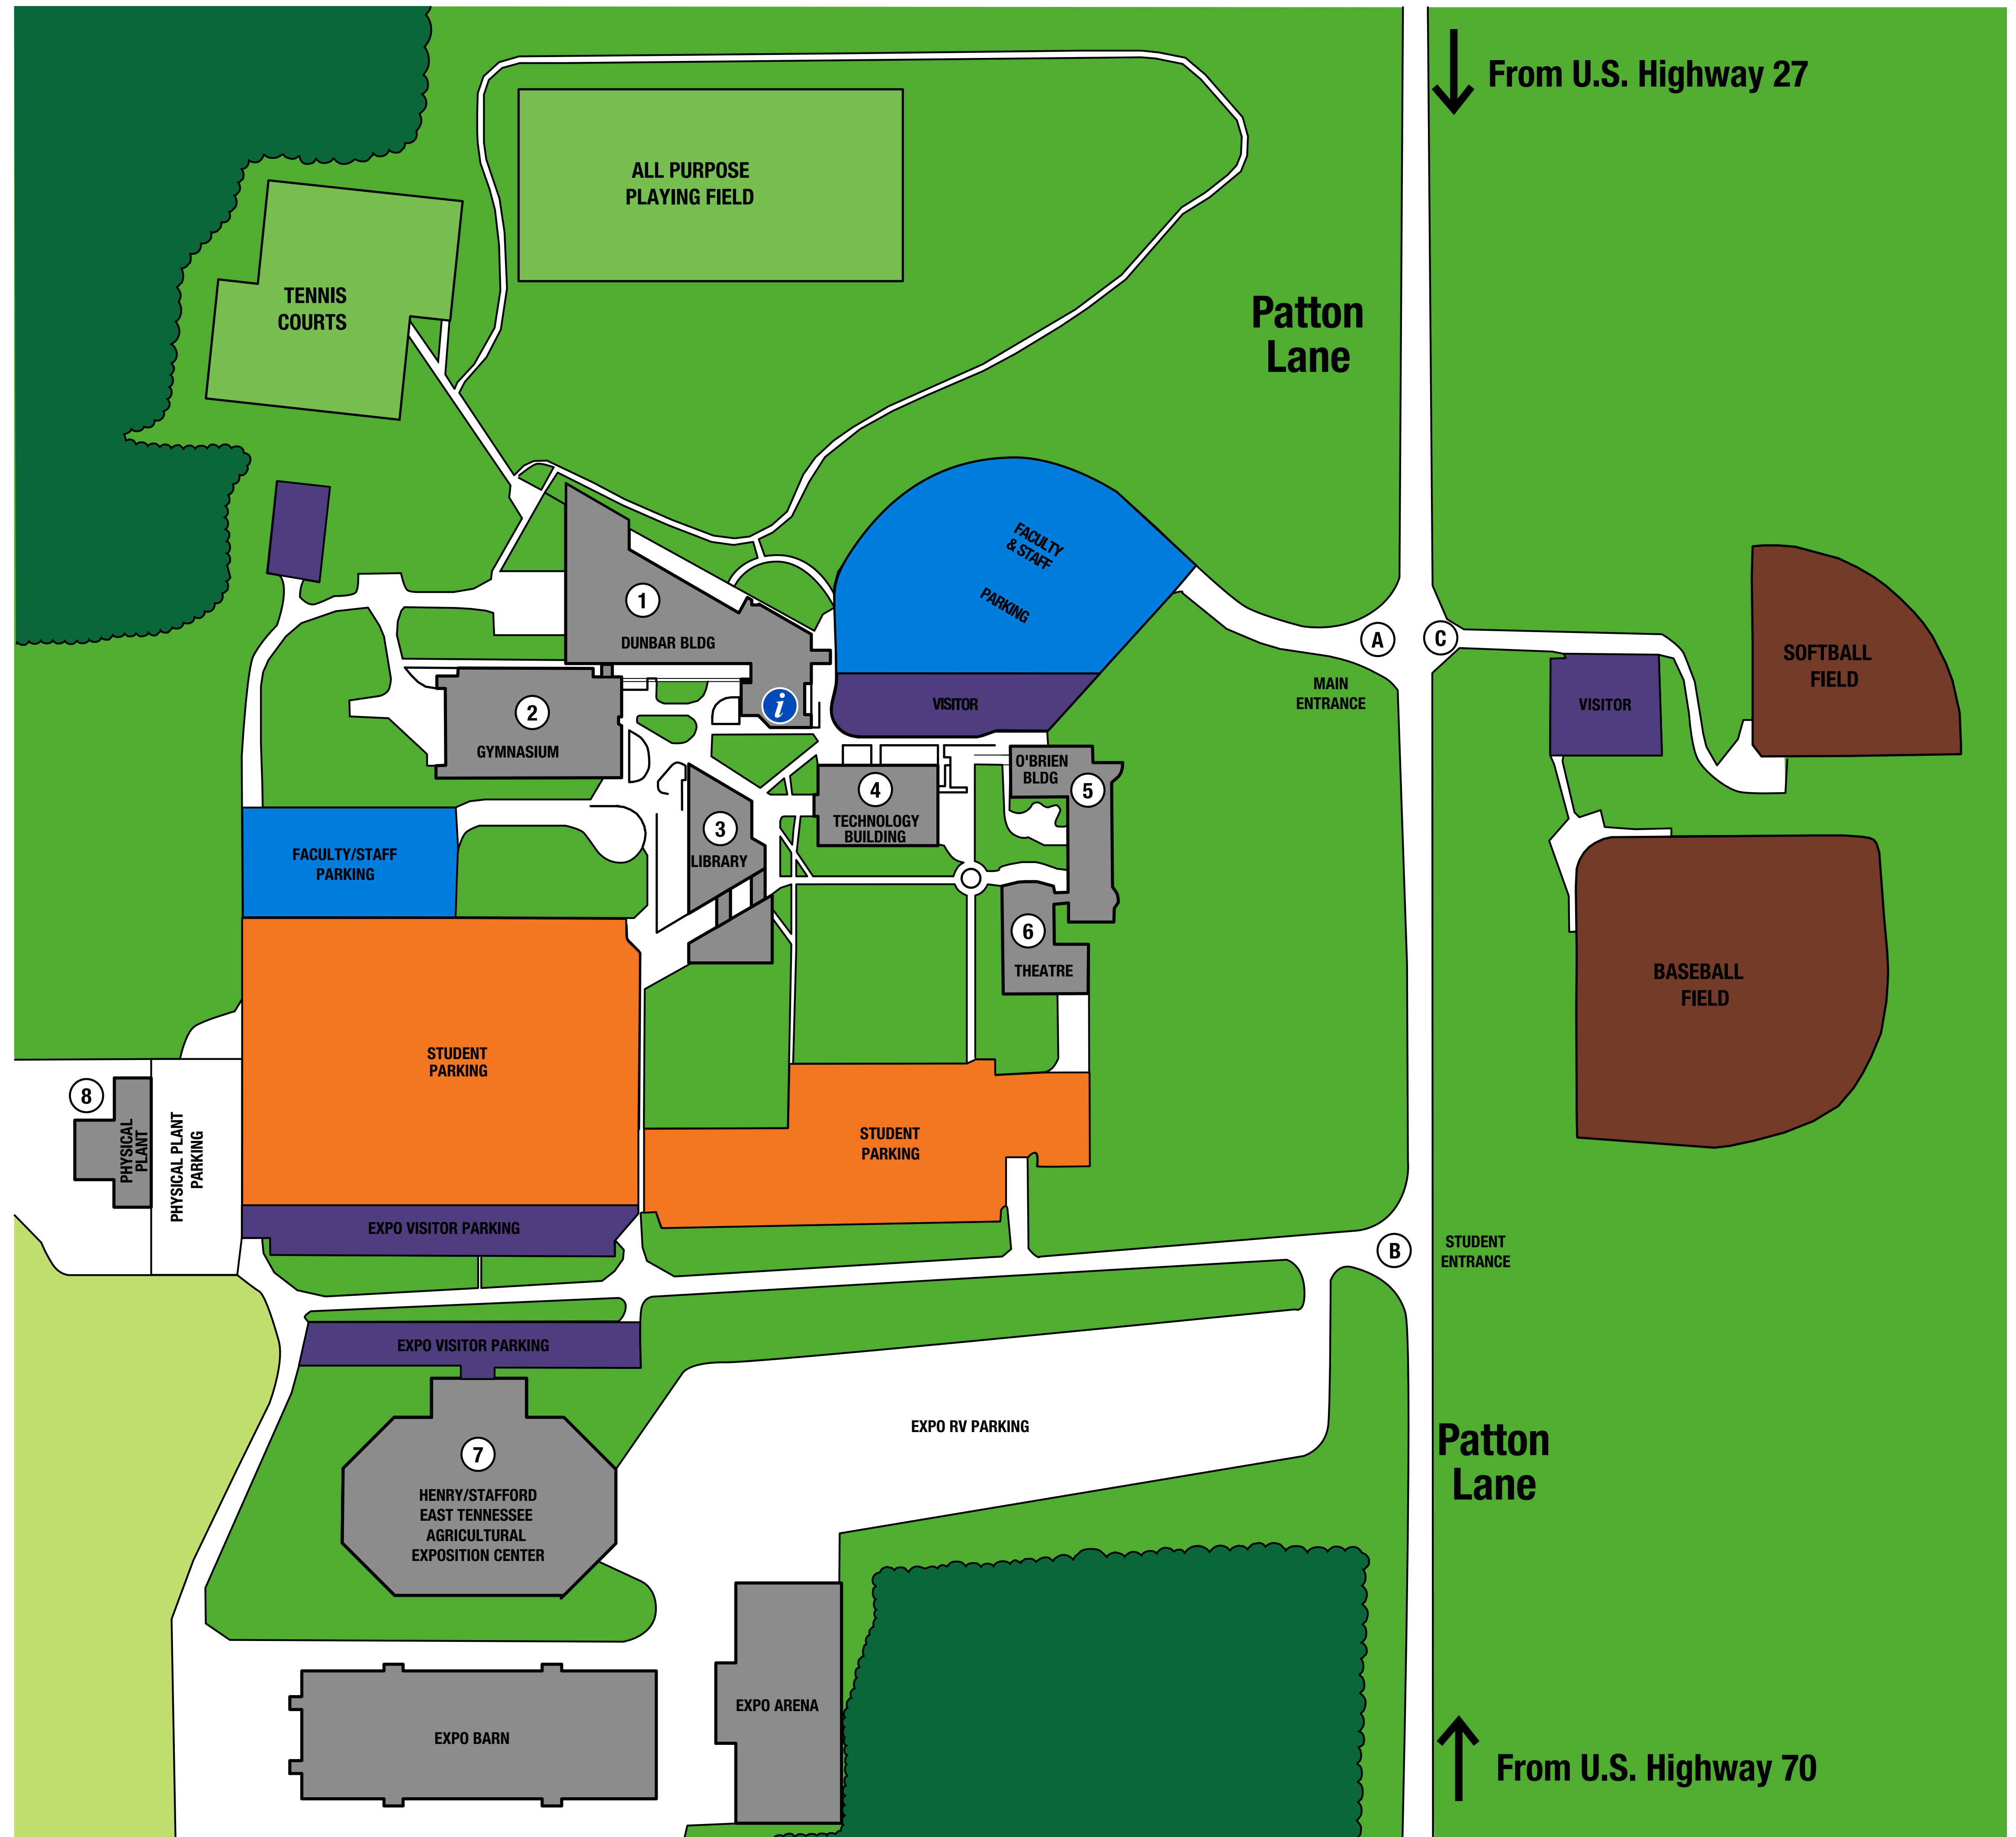 From U.S. Highway 27
ALL PURPOSE
PLAYING FIELD
TENNIS
COURTS
Patton
Lane
FACULTY
& STAFF
PARKING
1
DUNBAR BLDG
A
C
SOFTBALL
FIELD
MAIN
ENTRANCE
VISITOR
VISITOR
i
2
GYMNASIUM
O'BRIEN
BLDG
5
4
TECHNOLOGY
BUILDING
3
LIBRARY
FACULTY/STAFF
PARKING
6
THEATRE
BASEBALL
FIELD
STUDENT
PARKING
8
PHYSICAL
PLANT
PHYSICAL PLANT
PARKING
STUDENT
PARKING
EXPO VISITOR PARKING
B
STUDENT
ENTRANCE
EXPO VISITOR PARKING
EXPO RV PARKING
Patton
Lane
7
HENRY/STAFFORD
EAST TENNESSEE
AGRICULTURAL
EXPOSITION CENTER
EXPO ARENA
EXPO BARN
From U.S. Highway 70